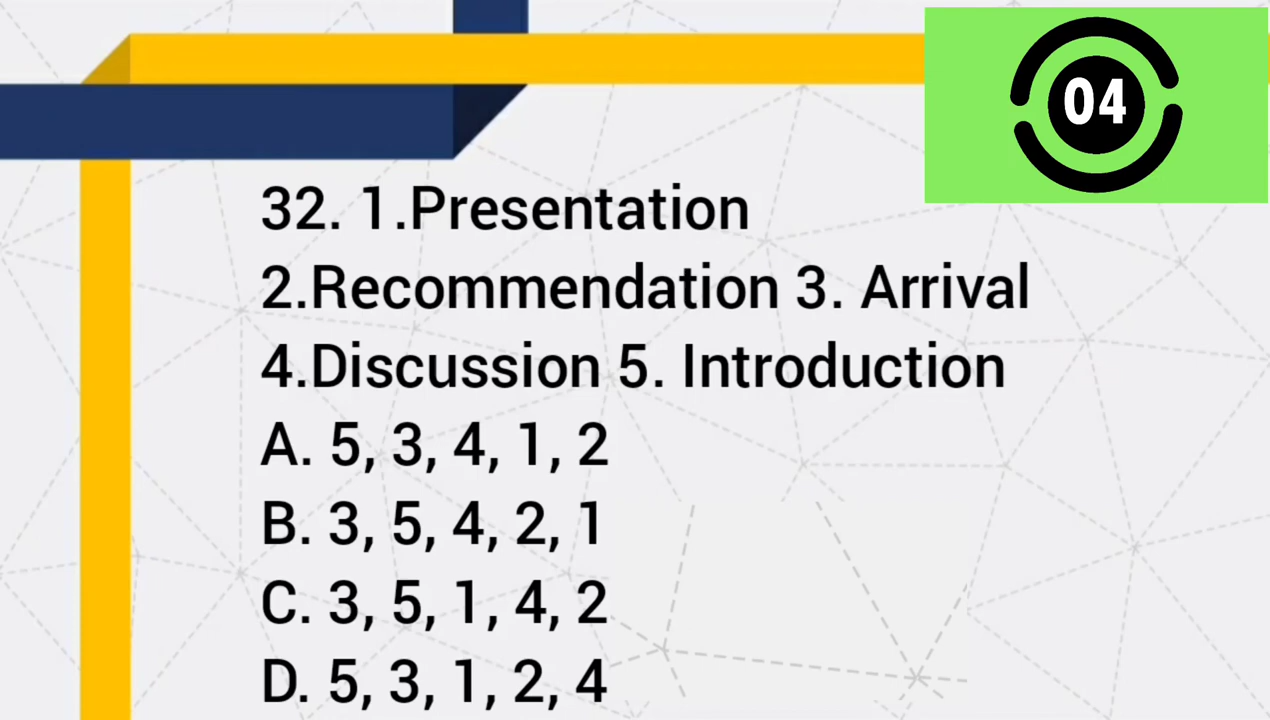 04
32. 1.Presentation
2.Recommendation 3. Arrival
4.Discussion 5. Introduction
A. 5, 3, 4, 1, 2
B. 3, 5, 4, 2, 1
C. 3, 5, 1, 4, 2
D. 5, 3, 1, 2, 4